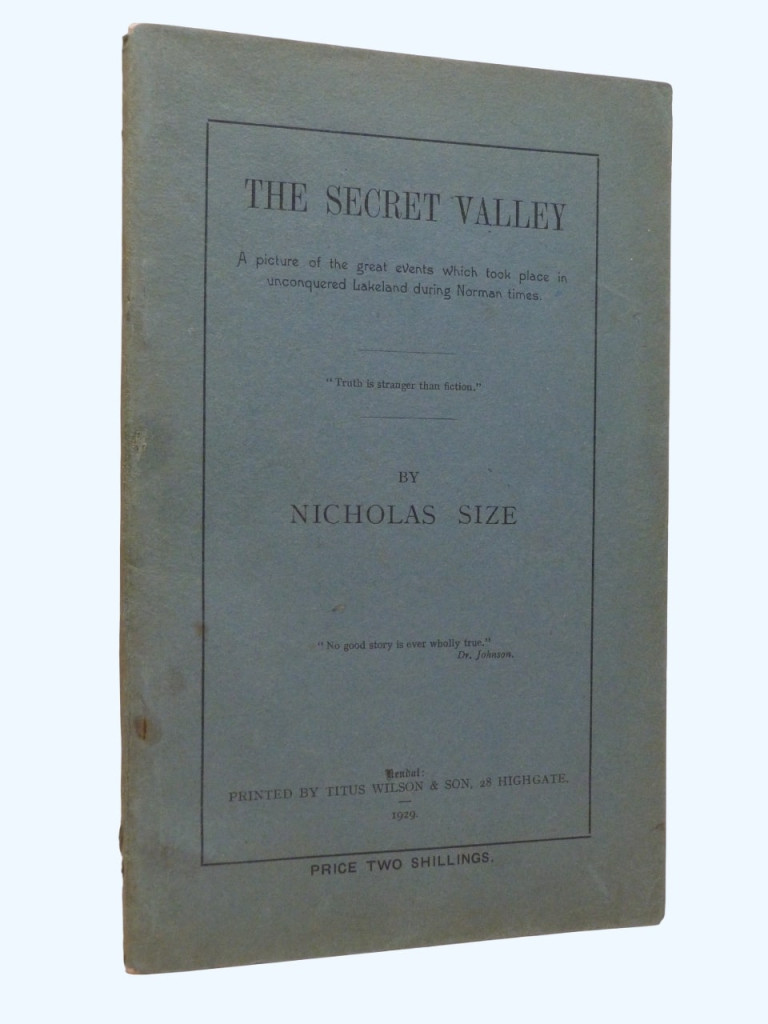 THE SECRET VALLEY
A picture of the great events which took place in
unconquered Lakeland during Norman times.
"Truth is stranger than fiction."
BY
NICHOLAS SIZE
"No good story is ever wholly true."
Dr. Johnson.
Kendal:
PRINTED BY TITUS WILSON & SON, 28 HIGHGATE.
1929.
PRICE TWO SHILLINGS.